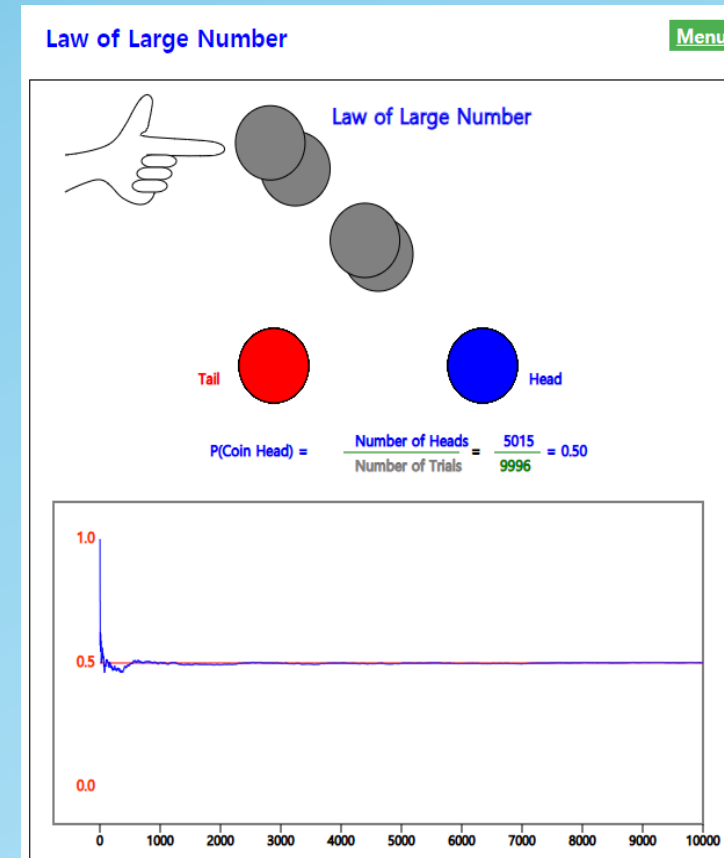 Law of Large Number
Menu
Law of Large Number
Tail
Head
P(Coin Head) = Number of Heads = 5015 = 0.50
Number of Trials 9996
1.0
0.5
0.0
0 1000 2000 3000 4000 5000 6000 7000 8000 9000 10000